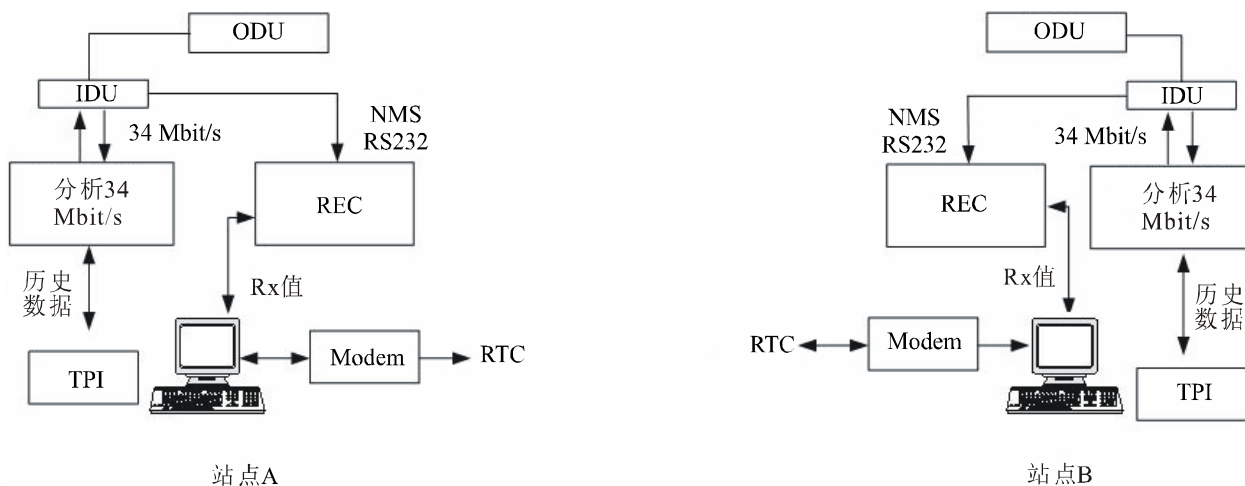 ODU
IDU
34 Mbit/s
NMS
RS232
分析34
Mbit/s
REC
历史
数据
Rx值
TPI
Modem
RTC
站点A
ODU
IDU
NMS
RS232
34 Mbit/s
REC
分析34
Mbit/s
Rx值
历史
数据
RTC
Modem
TPI
站点B